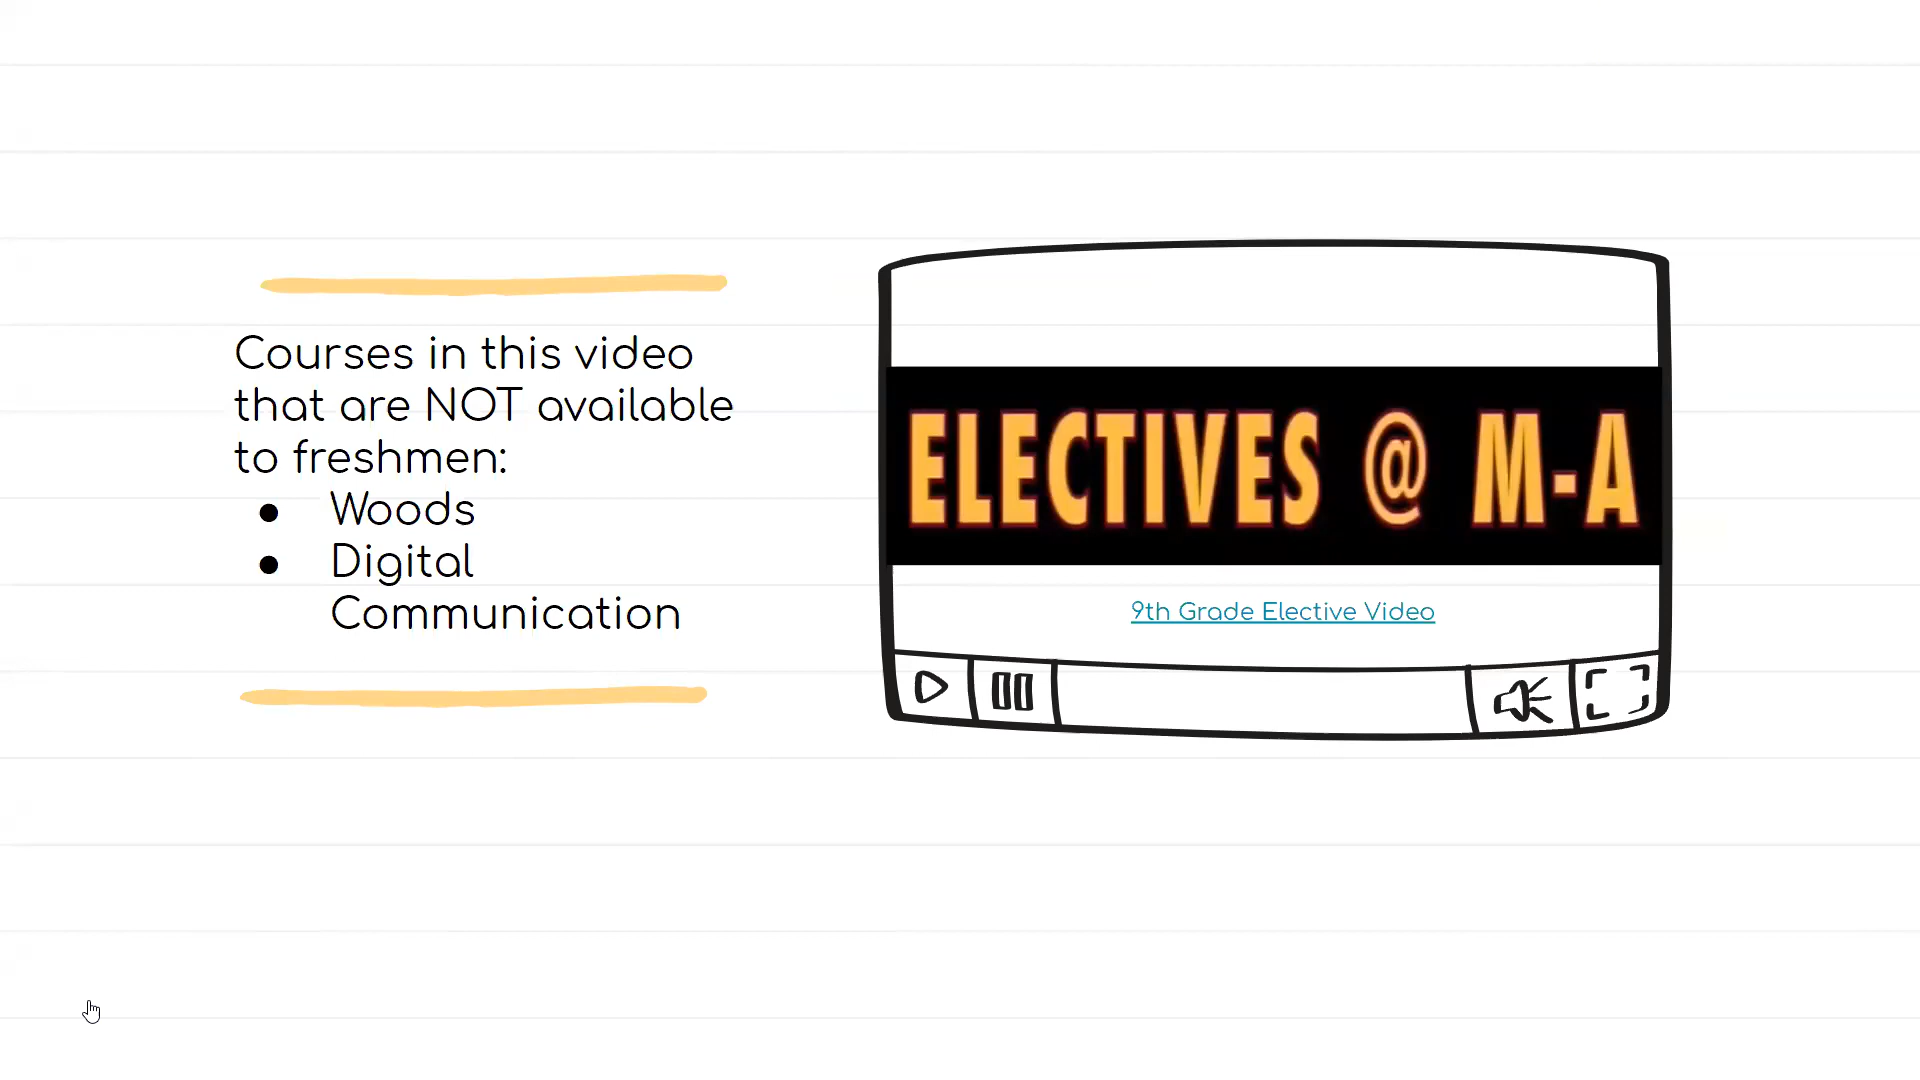 Courses in this video
that are NOT available
to freshmen:
● Woods
● Digital
Communication
ELECTIVES @ M-A
9th Grade Elective Video